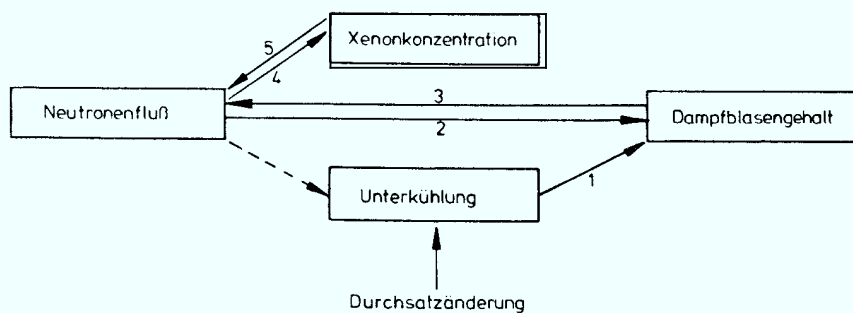 Xenonkonzentration
5
4
Neutronenfluß
3
2
Dampfblasengehalt
Unterkühlung
1
Durchsatzänderung